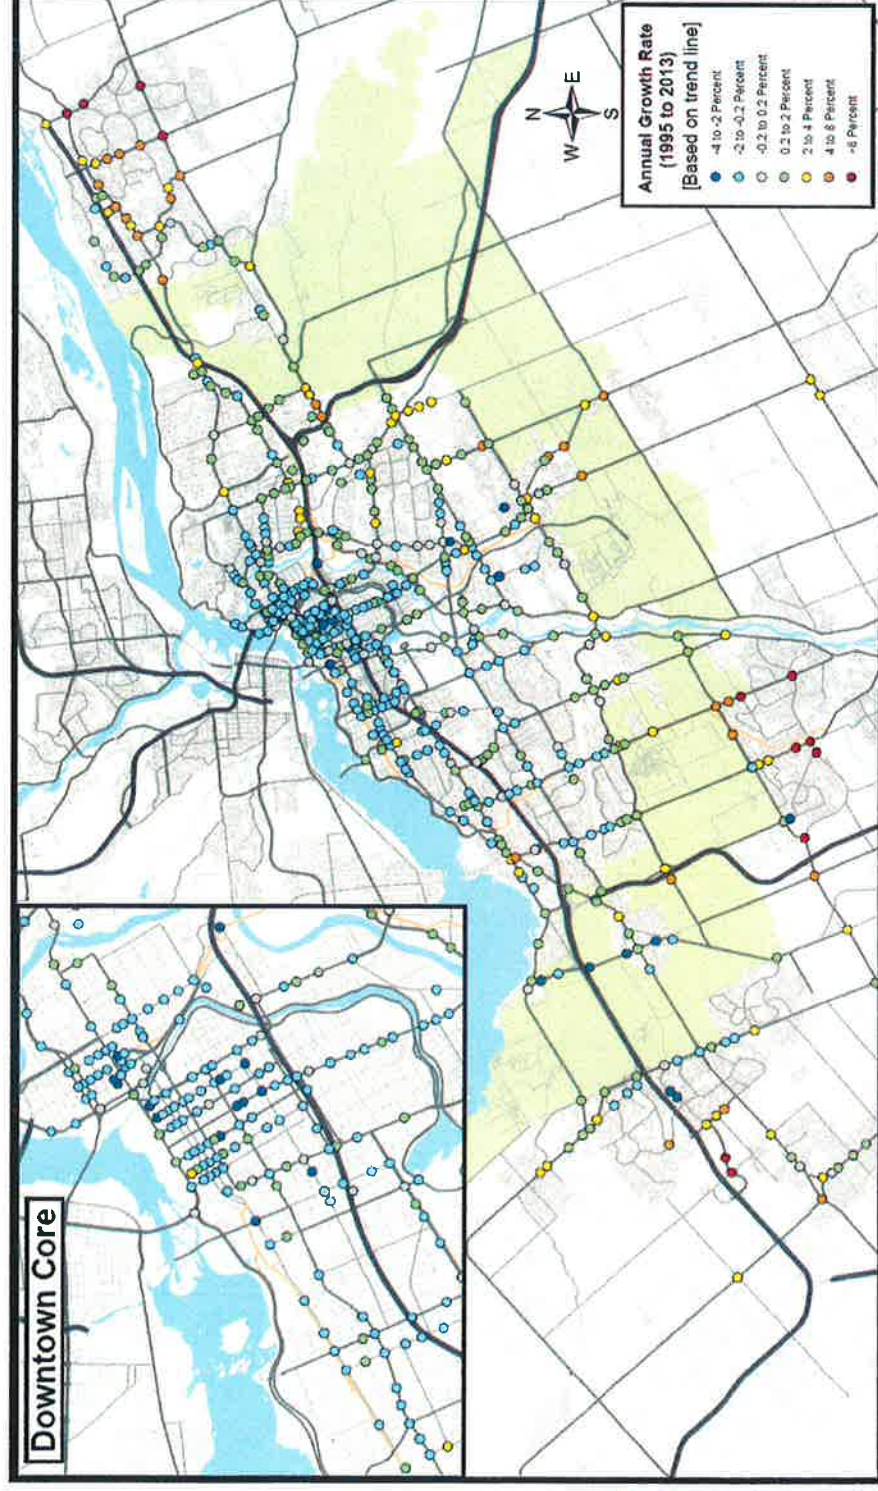 Downtown Core
N
W E
S
Annual Growth Rate
(1995 to 2013)
[Based on trend line]
-4 to -2 Percent
-2 to -0.2 Percent
-0.2 to 0.2 Percent
0.2 to 2 Percent
2 to 4 Percent
4 to 8 Percent
>8 Percent